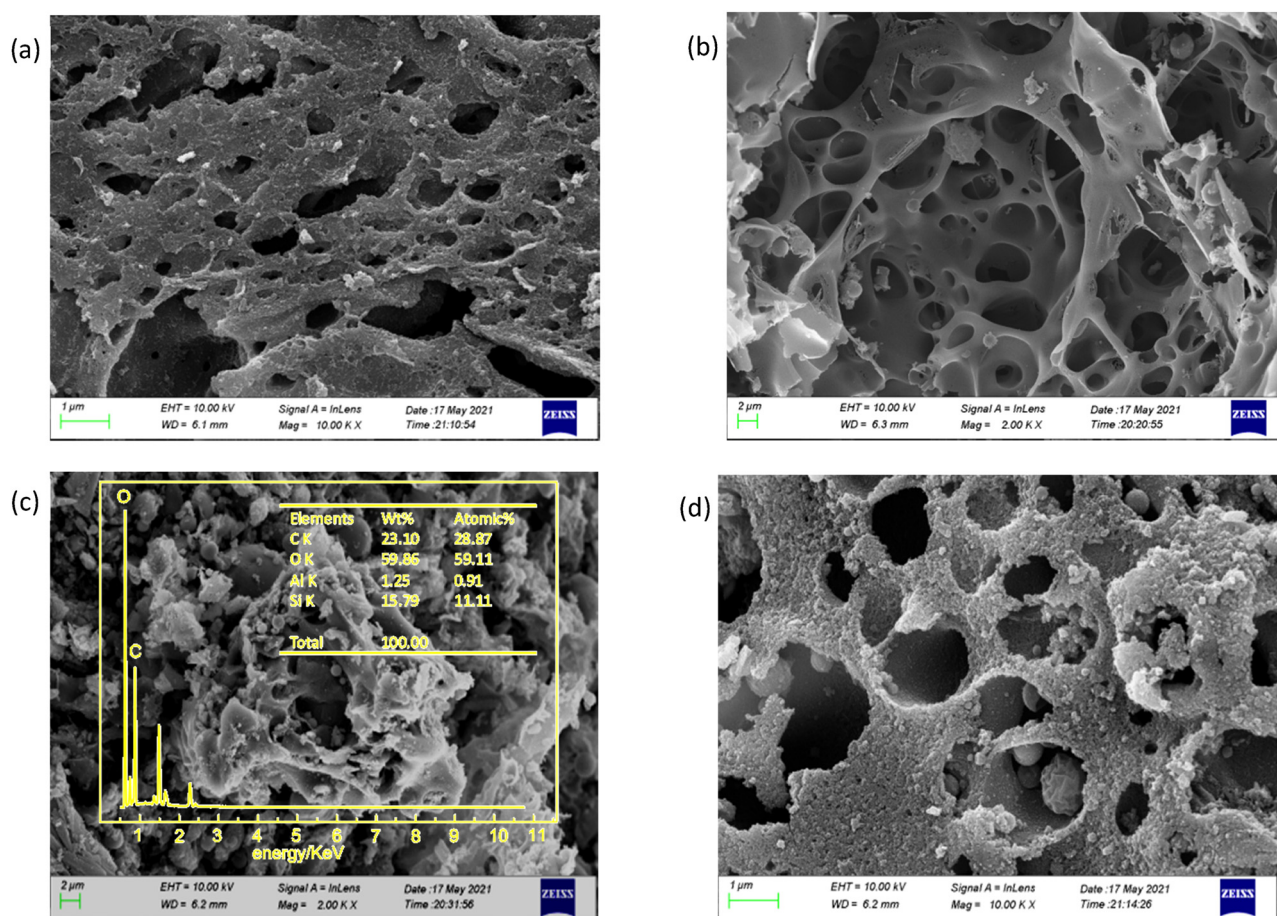 (a)
1 µm
EHT = 10.00 kV Signal A = InLens Date :17 May 2021
WD = 6.1 mm Mag = 10.00 K X Time :21:10:54
ZEISS
(b)
2 µm
EHT = 10.00 kV Signal A = InLens Date :17 May 2021
WD = 6.3 mm Mag = 2.00 K X Time :20:20:55
ZEISS
(c)
O
C
Elements Wt% Atomic%
C K 23.10 28.87
O K 59.86 59.11
Al K 1.25 0.91
Si K 15.79 11.11
Total 100.00
1 2 3 4 5 6 7 8 9 10 11
energy/KeV
2 µm
EHT = 10.00 kV Signal A = InLens Date :17 May 2021
WD = 6.2 mm Mag = 2.00 K X Time :20:31:56
ZEISS
(d)
1 µm
EHT = 10.00 kV Signal A = InLens Date :17 May 2021
WD = 6.2 mm Mag = 10.00 K X Time :21:14:26
ZEISS